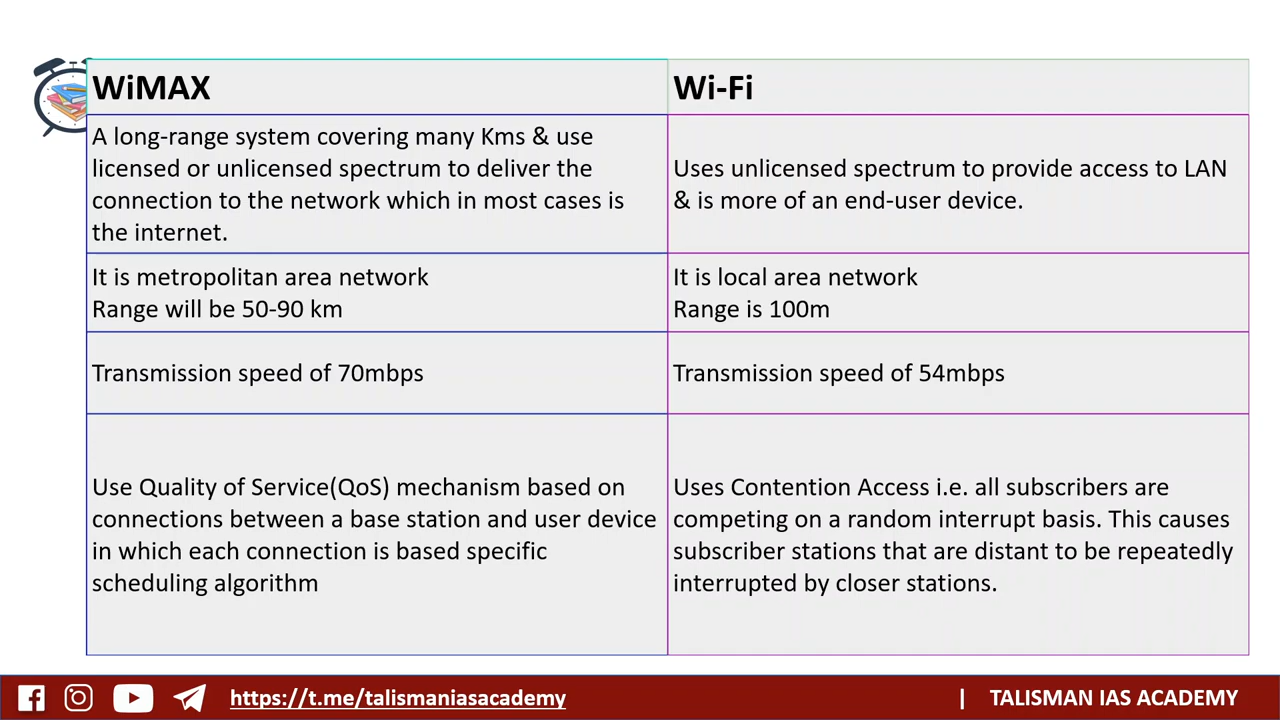 WiMAX
Wi-Fi
A long-range system covering many Kms & use
licensed or unlicensed spectrum to deliver the
connection to the network which in most cases is
the internet.
Uses unlicensed spectrum to provide access to LAN
& is more of an end-user device.
It is metropolitan area network
Range will be 50-90 km
It is local area network
Range is 100m
Transmission speed of 70mbps
Transmission speed of 54mbps
Use Quality of Service(QoS) mechanism based on
connections between a base station and user device
in which each connection is based specific
scheduling algorithm
Uses Contention Access i.e. all subscribers are
competing on a random interrupt basis. This causes
subscriber stations that are distant to be repeatedly
interrupted by closer stations.
https://t.me/talismaniasacademy
| TALISMAN IAS ACADEMY